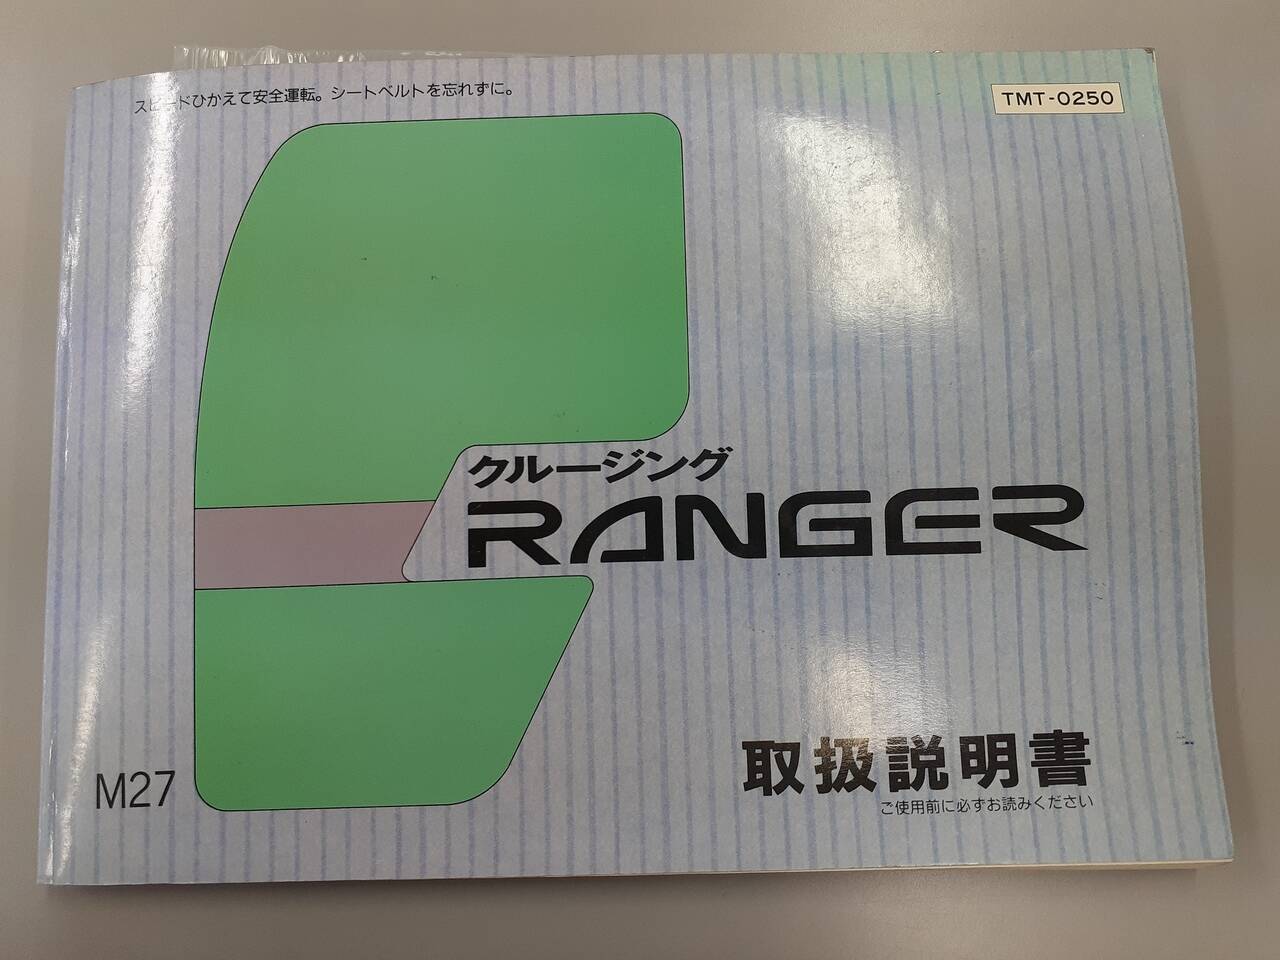 スピードひかえて安全運転。シートベルトを忘れずに。
TMT-0250
クルージング
RANGER
M27
取扱説明書
ご使用前に必ずお読みください